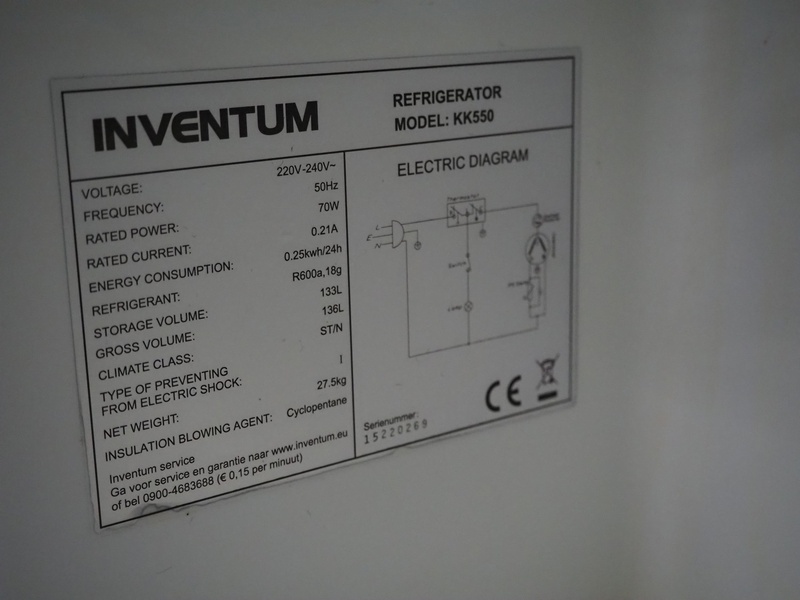 INVENTUM
REFRIGERATOR
MODEL: KK550
VOLTAGE: 220V-240V~
FREQUENCY: 50Hz
RATED POWER: 70W
RATED CURRENT: 0.21A
ENERGY CONSUMPTION: 0.25kwh/24h
REFRIGERANT: R600a,18g
STORAGE VOLUME: 133L
GROSS VOLUME: 136L
CLIMATE CLASS: ST/N
TYPE OF PREVENTING
FROM ELECTRIC SHOCK: I
NET WEIGHT: 27.5kg
INSULATION BLOWING AGENT: Cyclopentane
Inventum service
Ga voor service en garantie naar www.inventum.eu
of bel 0900-4683688 (€ 0,15 per minuut)
ELECTRIC DIAGRAM
L
E
N
Lamp
CE
Serienummer:
15220269